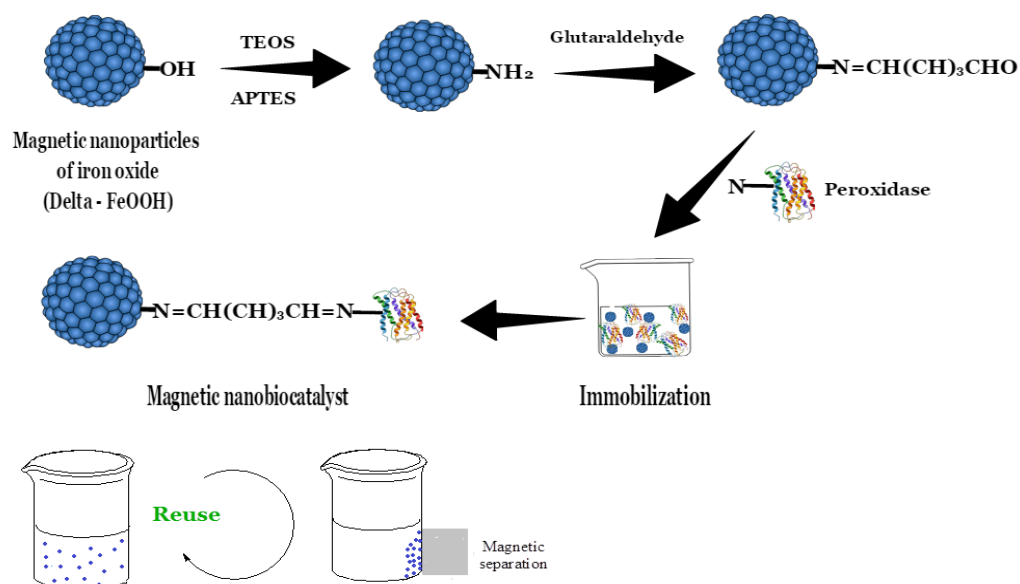 OH
TEOS
APTES
NH₂
Glutaraldehyde
N=CH(CH)₃CHO
Magnetic nanoparticles
of iron oxide
(Delta - FeOOH)
N
Peroxidase
N=CH(CH)₃CH=N
Magnetic nanobiocatalyst
Immobilization
Reuse
Magnetic
separation